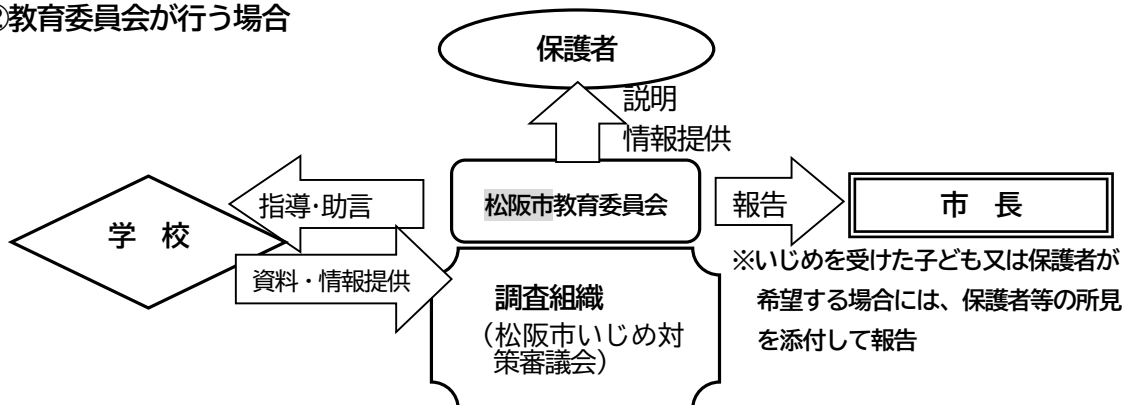 ②教育委員会が行う場合
保護者
説明
情報提供
指導・助言
松阪市教育委員会
報告
市 長
学 校
資料・情報提供
調査組織
（松阪市いじめ対
策審議会）
※いじめを受けた子ども又は保護者が
希望する場合には、保護者等の所見
を添付して報告